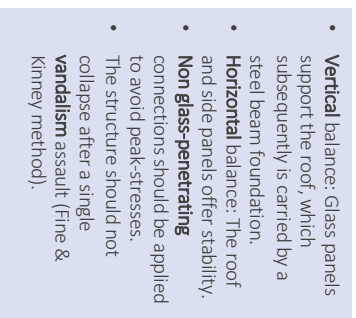 • Vertical balance: Glass panels
support the roof, which
subsequently is carried by a
steel beam foundation.
• Horizontal balance: The roof
and side panels offer stability.
• Non glass-penetrating
connections should be applied
to avoid peak-stresses.
• The structure should not
collapse after a single
vandalism assault (Fine &
Kinney method).